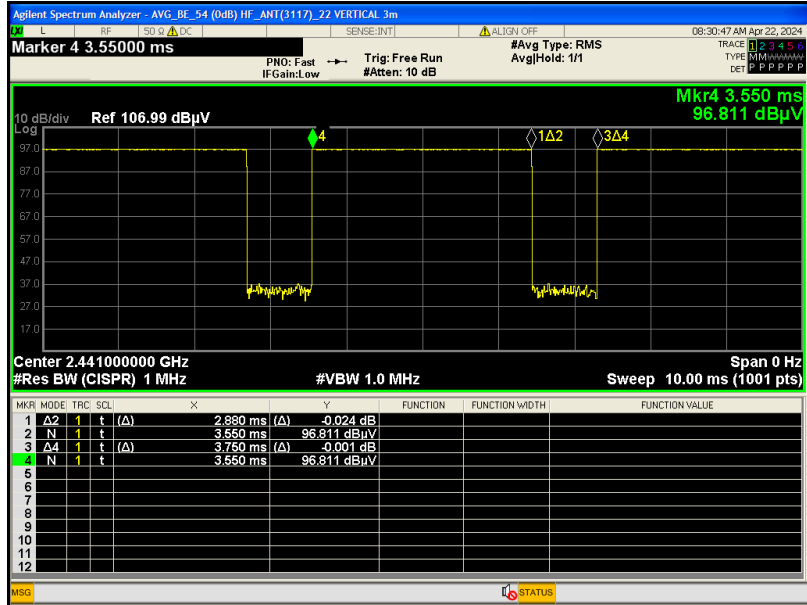 Agilent Spectrum Analyzer - AVG_BE_54 (0dB) HF_ANT(3117)_22 VERTICAL 3m
LXI L RF 50 Ω DC SENSE:INT ALIGN OFF 08:30:47 AM Apr 22, 2024
Marker 4 3.55000 ms
PNO: Fast
IFGain:Low
Trig: Free Run
#Atten: 10 dB
#Avg Type: RMS
Avg|Hold: 1/1
TRACE 1 2 3 4 5 6
TYPE MMWWWW
DET P P P P P P
Mkr4 3.550 ms
96.811 dBµV
10 dB/div Ref 106.99 dBµV
Log
4 1Δ2 3Δ4
97.0
87.0
77.0
67.0
57.0
47.0
37.0
27.0
17.0
Center 2.441000000 GHz Span 0 Hz
#Res BW (CISPR) 1 MHz #VBW 1.0 MHz Sweep 10.00 ms (1001 pts)
MKR MODE TRC SCL X Y FUNCTION FUNCTION WIDTH FUNCTION VALUE
1 Δ2 1 t (Δ) 2.880 ms (Δ) -0.024 dB
2 N 1 t 3.550 ms 96.811 dBµV
3 Δ4 1 t (Δ) 3.750 ms (Δ) -0.001 dB
4 N 1 t 3.550 ms 96.811 dBµV
5
6
7
8
9
10
11
12
MSG STATUS